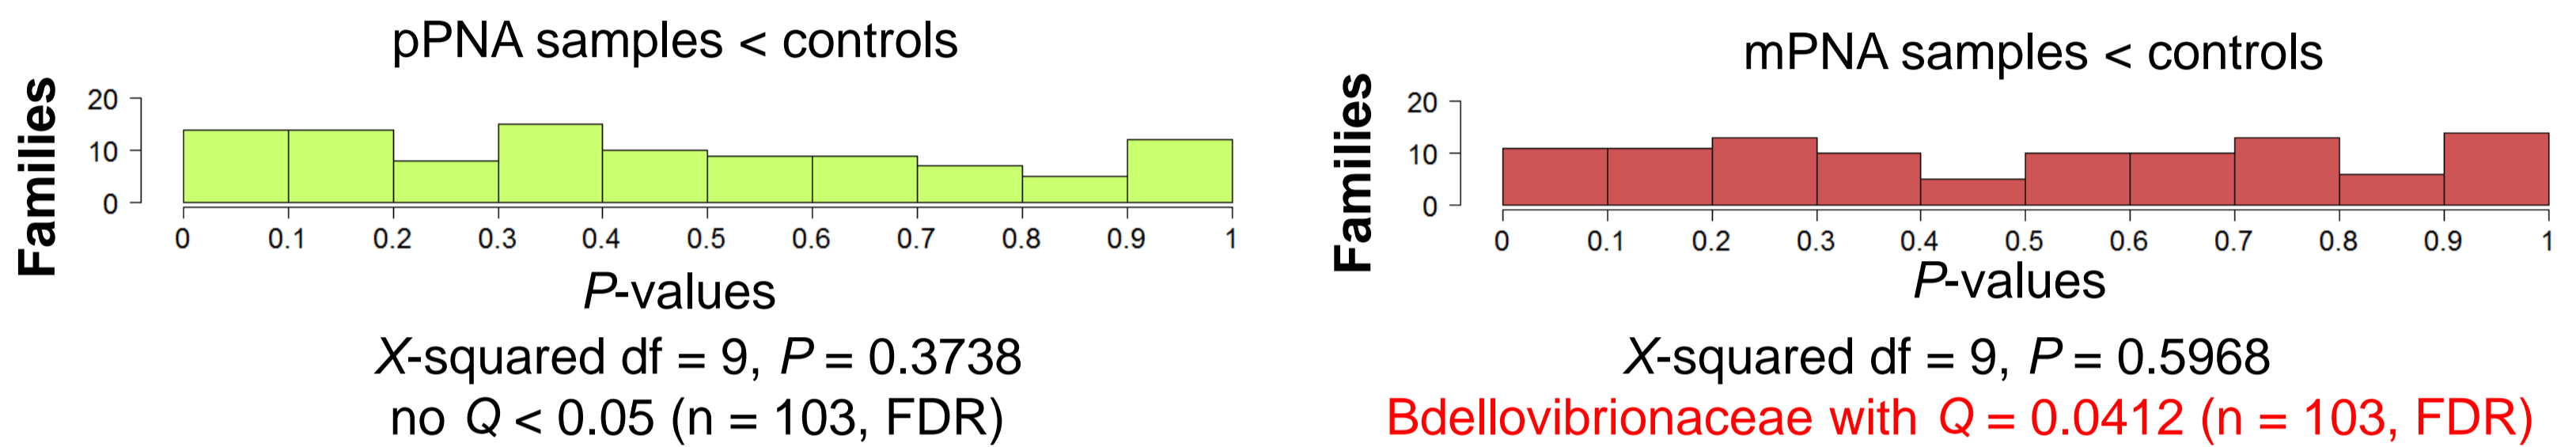 pPNA samples < controls
Families
20
10
0
0 0.1 0.2 0.3 0.4 0.5 0.6 0.7 0.8 0.9 1
P-values
X-squared df = 9, P = 0.3738
no Q < 0.05 (n = 103, FDR)
mPNA samples < controls
Families
20
10
0
0 0.1 0.2 0.3 0.4 0.5 0.6 0.7 0.8 0.9 1
P-values
X-squared df = 9, P = 0.5968
Bdellovibrionaceae with Q = 0.0412 (n = 103, FDR)